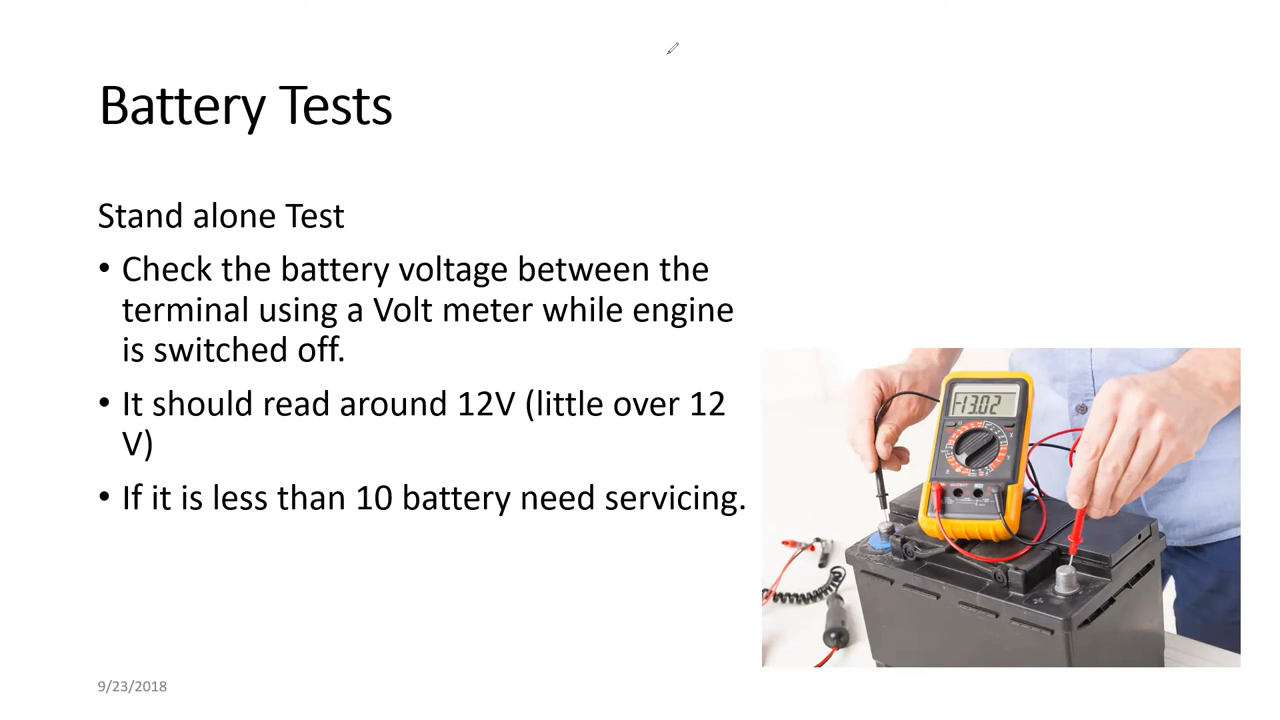 Battery Tests
Stand alone Test
• Check the battery voltage between the
terminal using a Volt meter while engine
is switched off.
• It should read around 12V (little over 12
V)
• If it is less than 10 battery need servicing.
-13.02
9/23/2018